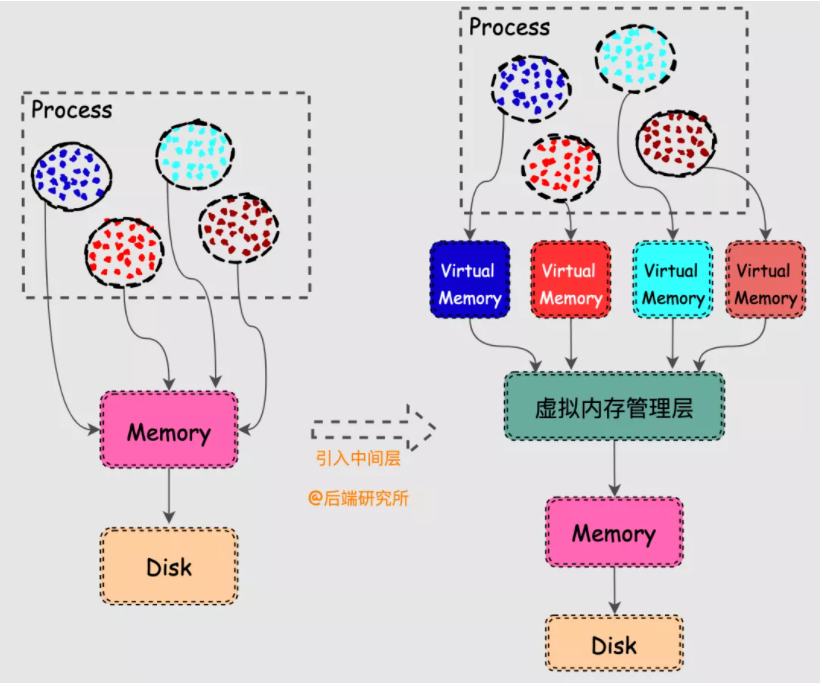 Process
Memory
Disk
引入中间层
@后端研究所
Process
Virtual
Memory
Virtual
Memory
Virtual
Memory
Virtual
Memory
虚拟内存管理层
Memory
Disk